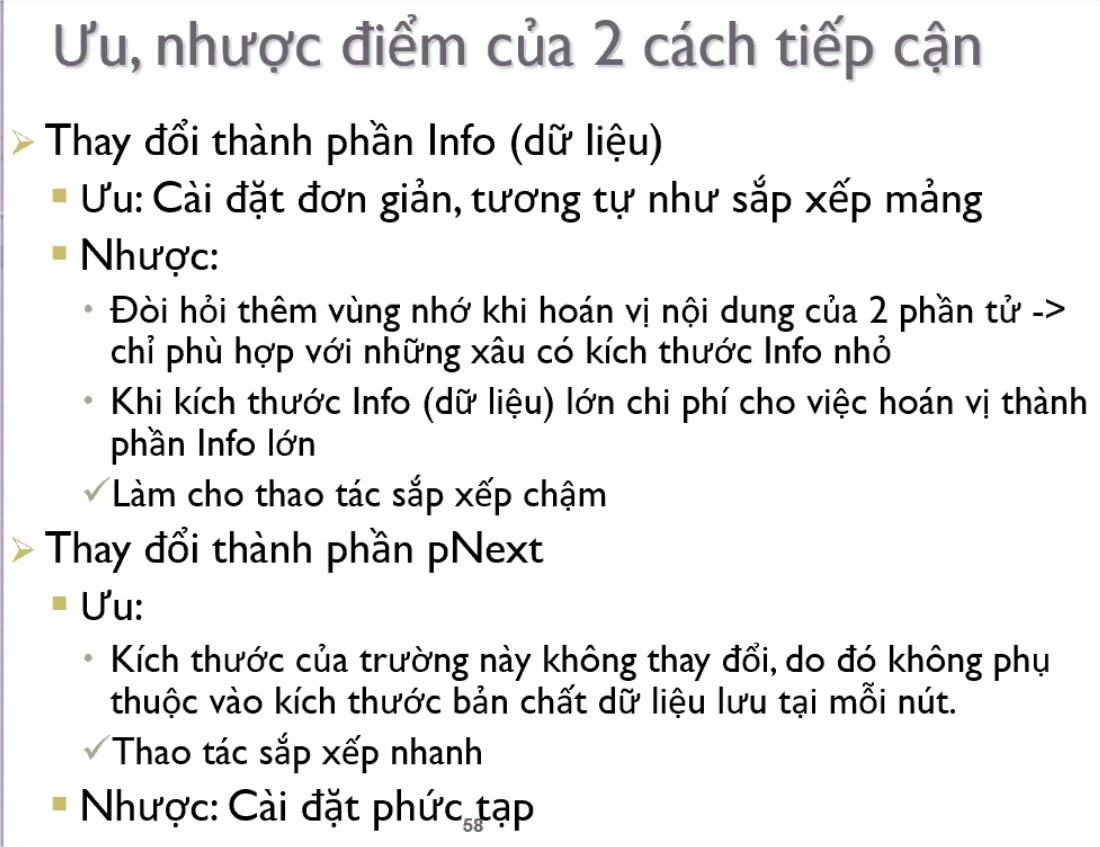 Ưu, nhược điểm của 2 cách tiếp cận
Thay đổi thành phần Info (dữ liệu)
Ưu: Cài đặt đơn giản, tương tự như sắp xếp mảng
Nhược:
Đòi hỏi thêm vùng nhớ khi hoán vị nội dung của 2 phần tử ->
chỉ phù hợp với những xâu có kích thước Info nhỏ
Khi kích thước Info (dữ liệu) lớn chi phí cho việc hoán vị thành
phần Info lớn
Làm cho thao tác sắp xếp chậm
Thay đổi thành phần pNext
Ưu:
Kích thước của trường này không thay đổi, do đó không phụ
thuộc vào kích thước bản chất dữ liệu lưu tại mỗi nút.
Thao tác sắp xếp nhanh
Nhược: Cài đặt phức tạp
58